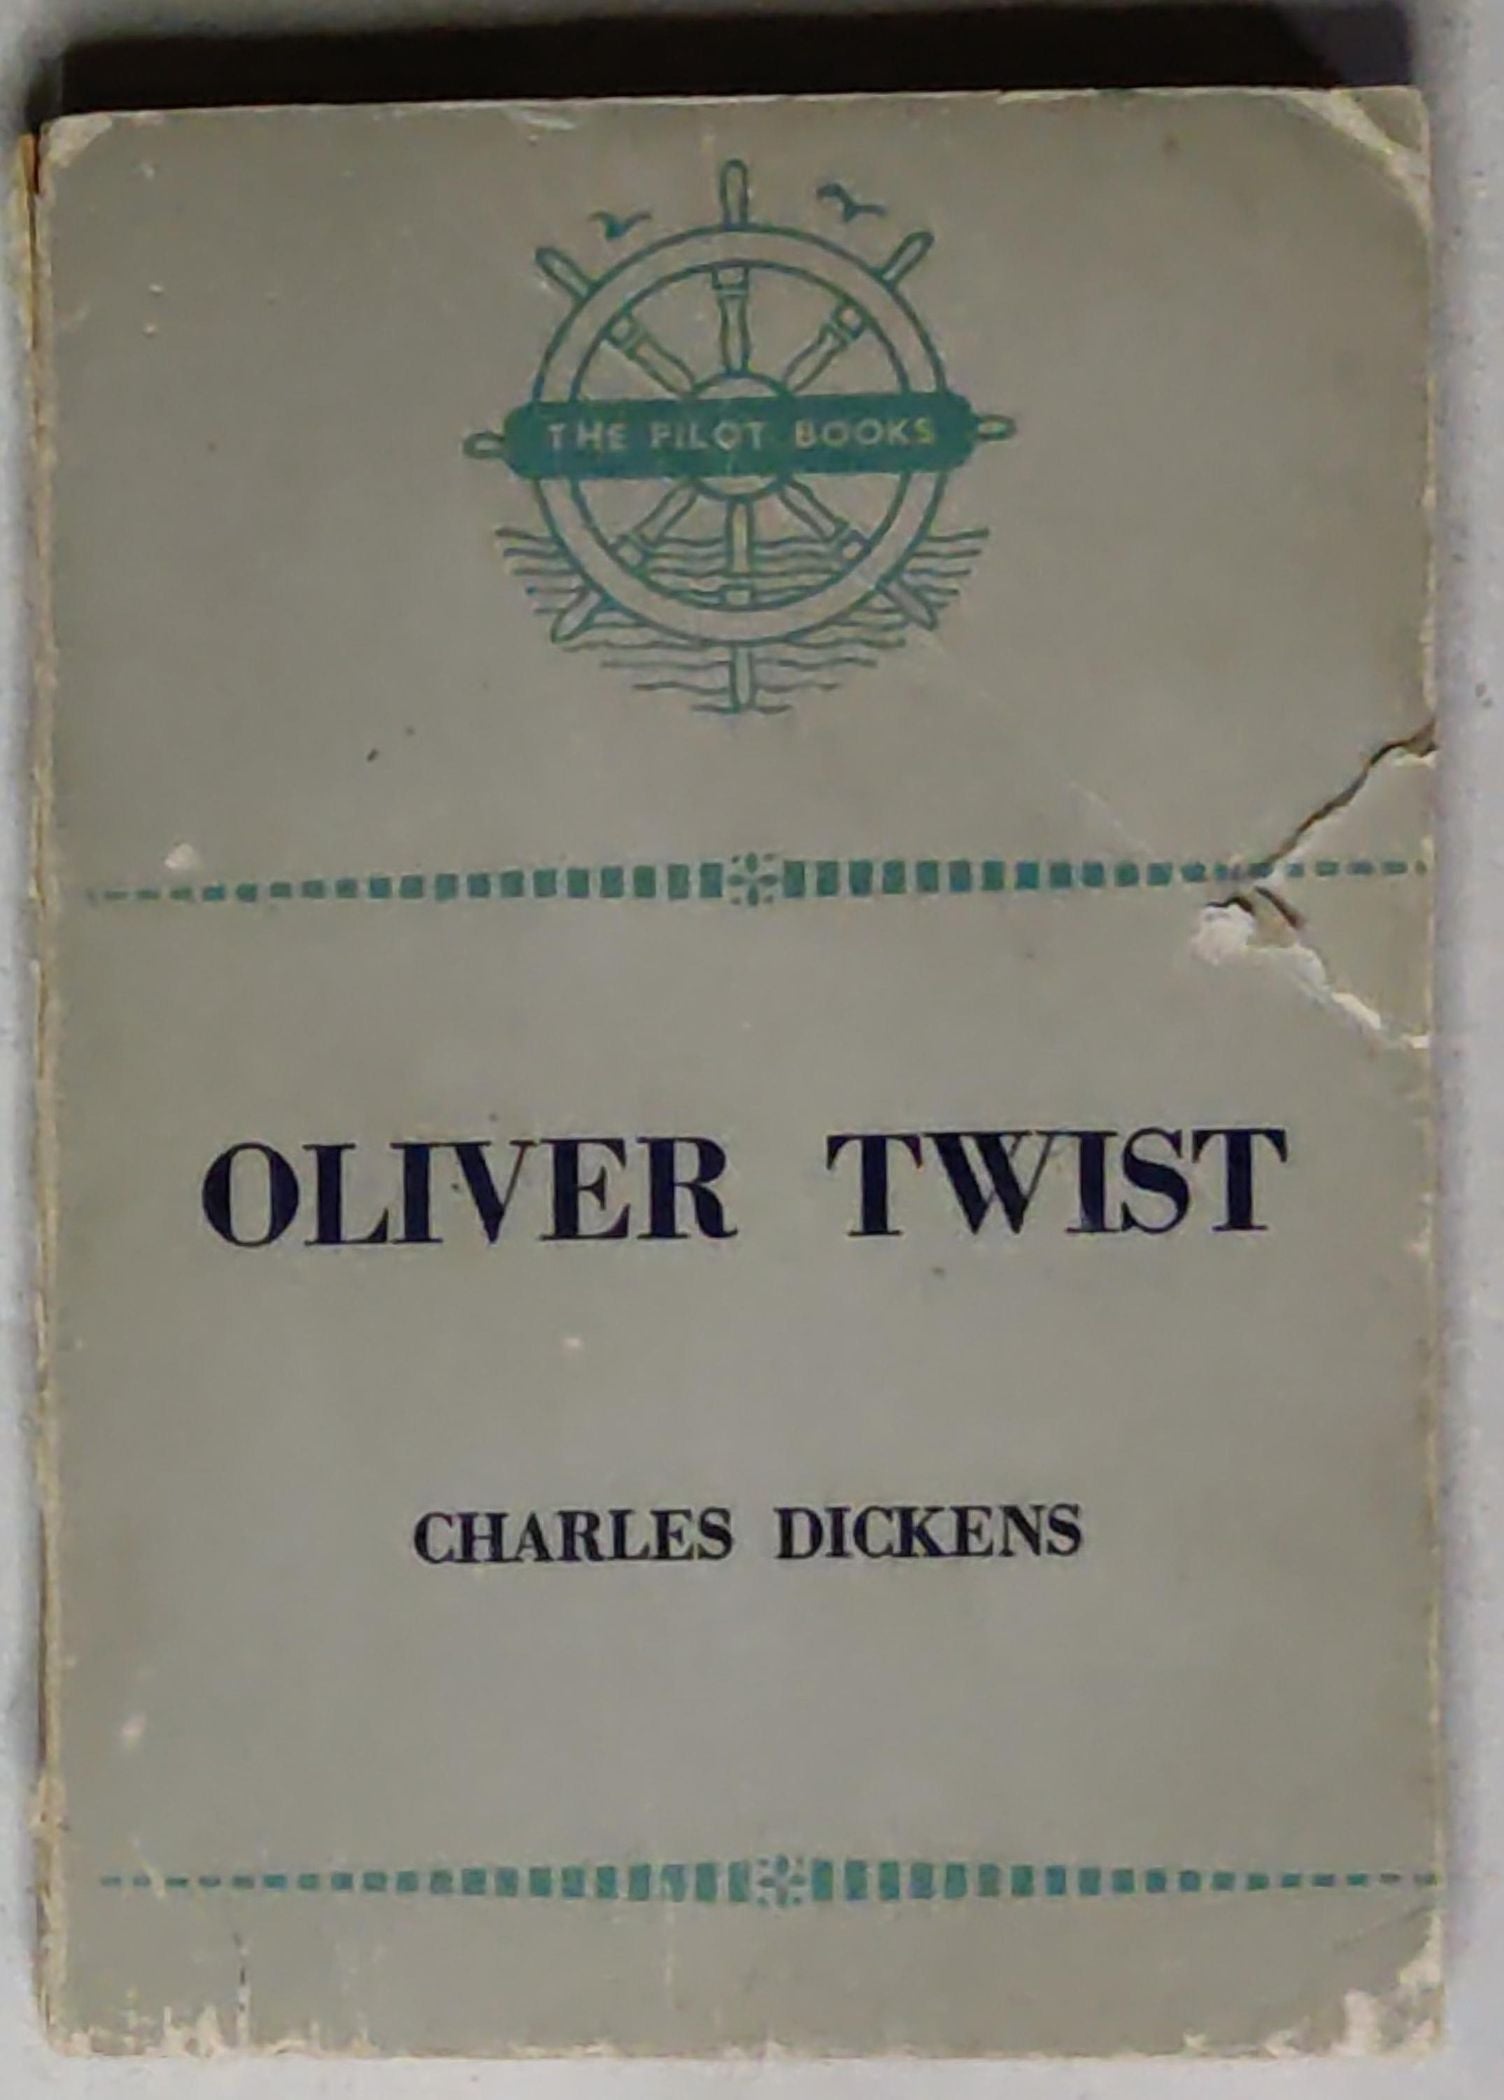 THE PILOT BOOKS
OLIVER TWIST
CHARLES DICKENS